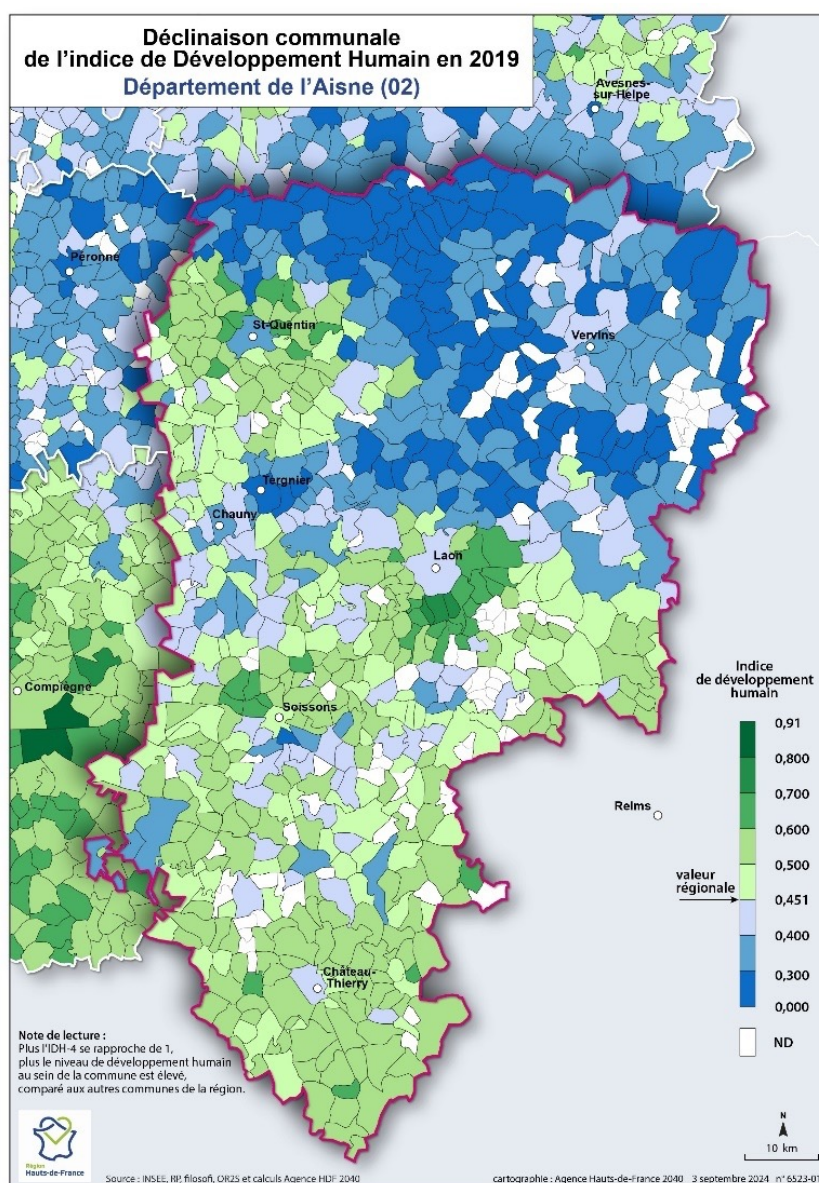 Déclinaison communale
de l'indice de Développement Humain en 2019
Département de l'Aisne (02)
Avesnes-
sur-Helpe
Péronne
St-Quentin
Vervins
Tergnier
Chauny
Laon
Compiègne
Soissons
Reims
Château-
Thierry
Indice
de développement
humain
0,91
0,800
0,700
0,600
0,500
valeur
régionale
0,451
0,400
0,300
0,000
ND
Note de lecture :
Plus l'IDH-4 se rapproche de 1,
plus le niveau de développement humain
au sein de la commune est élevé,
comparé aux autres communes de la région.
Région
Hauts-de-France
N
10 km
Source : INSEE, RP, filosofi, OR2S et calculs Agence HDF 2040
cartographie : Agence Hauts-de-France 2040 3 septembre 2024 n° 6523-01